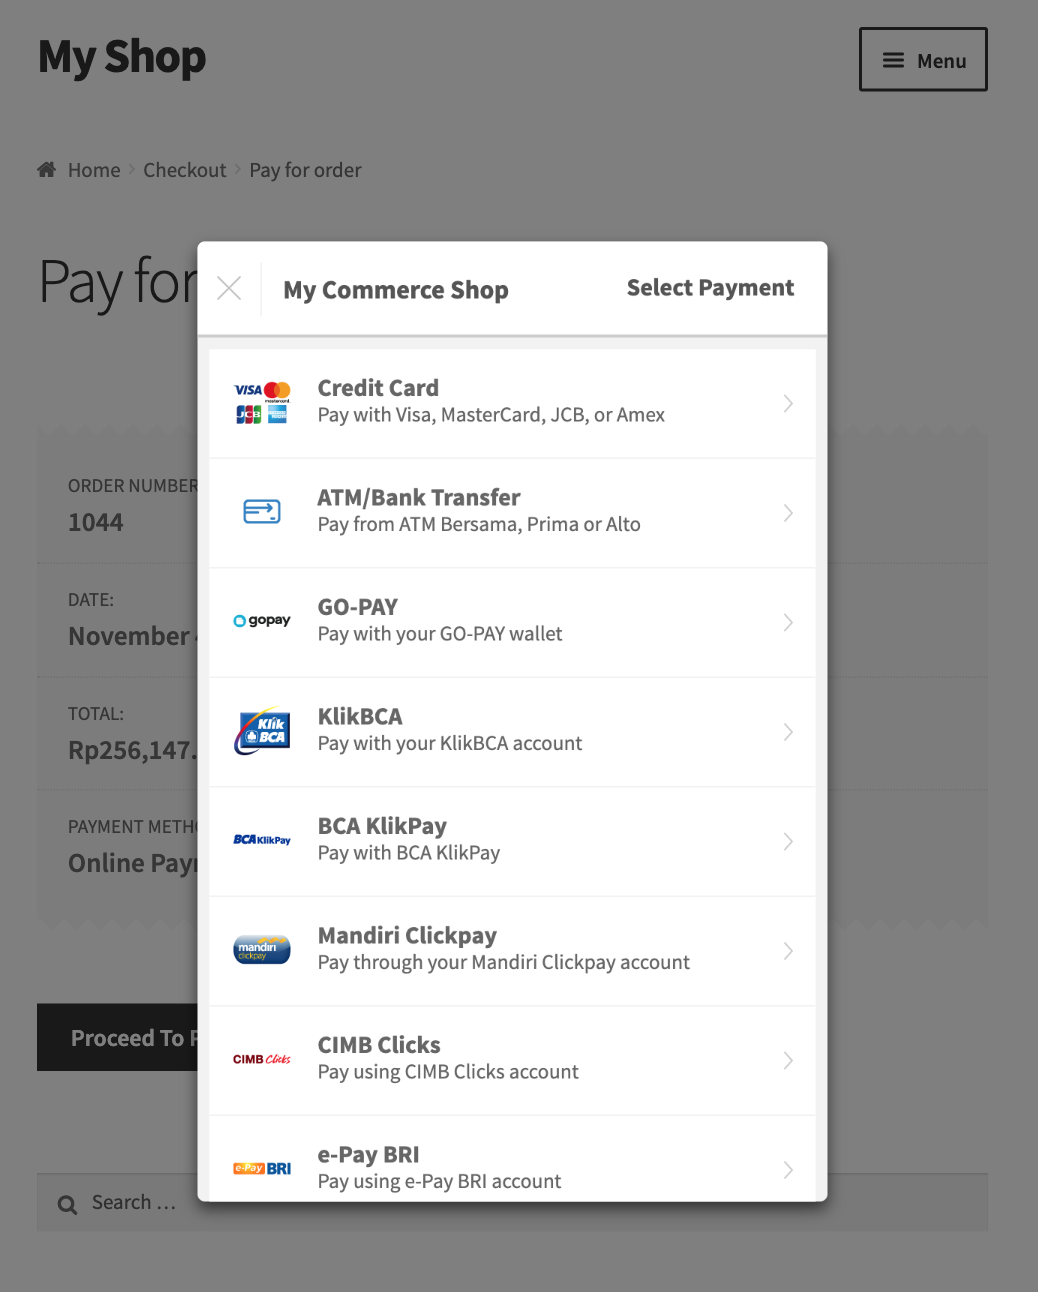 My Shop
Menu
Home Checkout Pay for order
Pay for
My Commerce Shop
Select Payment
VISA
mastercard
JCB
Credit Card
Pay with Visa, MasterCard, JCB, or Amex
ORDER NUMBER
1044
ATM/Bank Transfer
Pay from ATM Bersama, Prima or Alto
DATE:
November
gopay
GO-PAY
Pay with your GO-PAY wallet
TOTAL:
Rp256,147.
Klik
BCA
KlikBCA
Pay with your KlikBCA account
PAYMENT METHO
Online Pay
BCA KlikPay
BCA KlikPay
Pay with BCA KlikPay
mandiri
clickpay
Mandiri Clickpay
Pay through your Mandiri Clickpay account
Proceed To
CIMB Clicks
CIMB Clicks
Pay using CIMB Clicks account
e-Pay BRI
e-Pay BRI
Pay using e-Pay BRI account
Search …